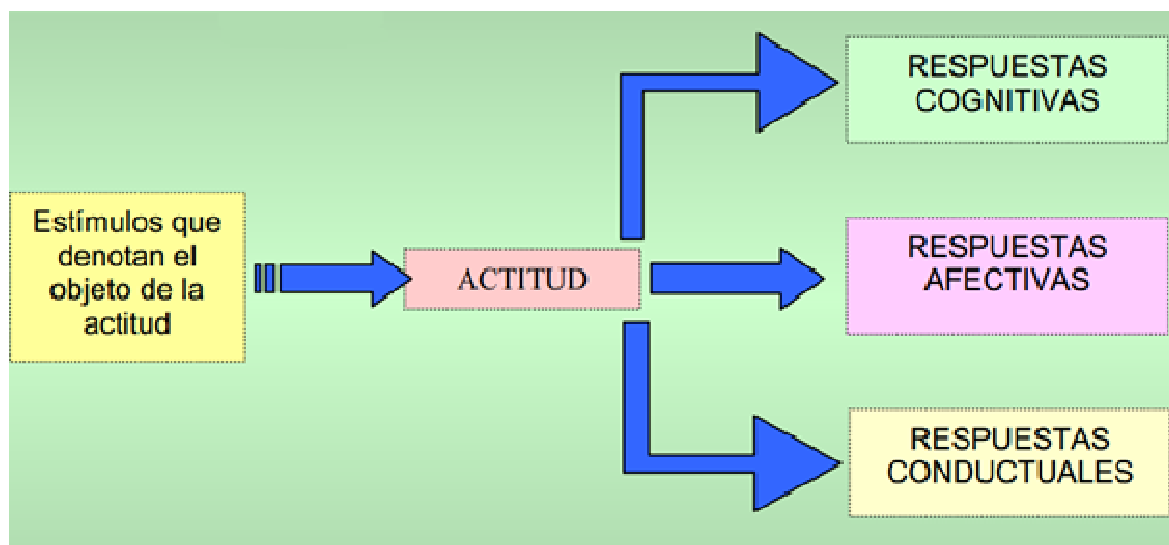 Estímulos que
denotan el
objeto de la
actitud
ACTITUD
RESPUESTAS
COGNITIVAS
RESPUESTAS
AFECTIVAS
RESPUESTAS
CONDUCTUALES